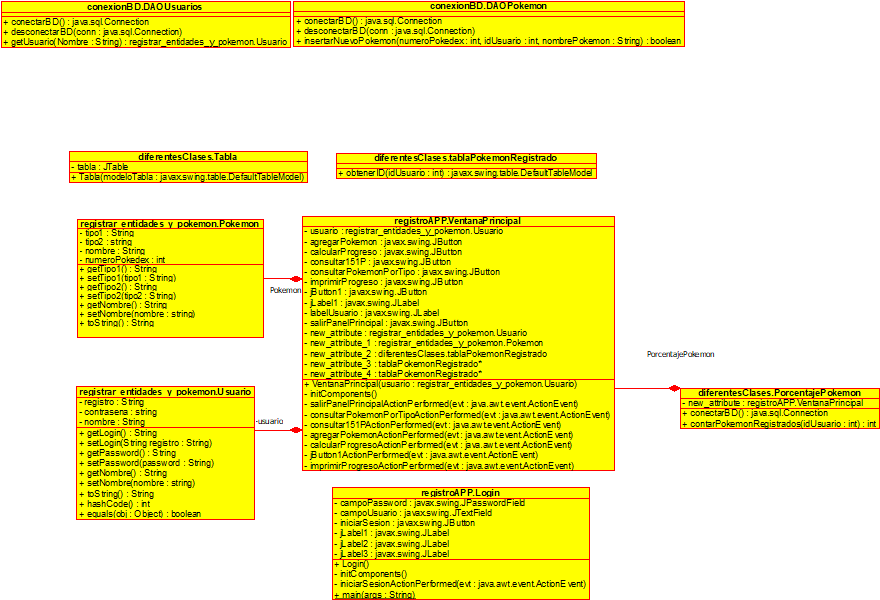 conexionBD.DAOUsuarios
+ conectarBD() : java.sql.Connection
+ desconectarBD(conn : java.sql.Connection)
+ getUsuario(Nombre : String) : registrar_entidades_y_pokemon.Usuario
conexionBD.DAOPokemon
+ conectarBD() : java.sql.Connection
+ desconectarBD(conn : java.sql.Connection)
+ insertarNuevoPokemon(numeroPokedex : int, idUsuario : int, nombrePokemon : String) : boolean
diferentesClases.Tabla
- tabla : JTable
+ Tabla(modeloTabla : javax.swing.table.DefaultTableModel)
diferentesClases.tablaPokemonRegistrado
+ obtenerID(idUsuario : int) : javax.swing.table.DefaultTableModel
registrar_entidades_y_pokemon.Pokemon
- tipo1 : String
- tipo2 : string
- nombre : String
- numeroPokedex : int
+ getTipo1() : String
+ setTipo1(tipo1 : String)
+ getTipo2() : String
+ setTipo2(tipo2 : String)
+ getNombre() : String
+ setNombre(nombre : string)
+ toString() : String
Pokemon
registroAPP.VentanaPrincipal
- usuario : registrar_entidades_y_pokemon.Usuario
- agregarPokemon : javax.swing.JButton
- calcularProgreso : javax.swing.JButton
- consultar151P : javax.swing.JButton
- consultarPokemonPorTipo : javax.swing.JButton
- imprimirProgreso : javax.swing.JButton
- jButton1 : javax.swing.JButton
- jLabel1 : javax.swing.JLabel
- labelUsuario : javax.swing.JLabel
- salirPanelPrincipal : javax.swing.JButton
- new_attribute : registrar_entidades_y_pokemon.Usuario
- new_attribute_1 : registrar_entidades_y_pokemon.Pokemon
- new_attribute_2 : diferentesClases.tablaPokemonRegistrado
- new_attribute_3 : tablaPokemonRegistrado*
- new_attribute_4 : tablaPokemonRegistrado*
+ VentanaPrincipal(usuario : registrar_entidades_y_pokemon.Usuario)
- initComponents()
- salirPanelPrincipalActionPerformed(evt : java.awt.event.ActionEvent)
- consultarPokemonPorTipoActionPerformed(evt : java.awt.event.ActionEvent)
- consultar151PActionPerformed(evt : java.awt.event.ActionEvent)
- agregarPokemonActionPerformed(evt : java.awt.event.ActionEvent)
- calcularProgresoActionPerformed(evt : java.awt.event.ActionEvent)
- jButton1ActionPerformed(evt : java.awt.event.ActionEvent)
- imprimirProgresoActionPerformed(evt : java.awt.event.ActionEvent)
PorcentajePokemon
diferentesClases.PorcentajePokemon
- new_attribute : registroAPP.VentanaPrincipal
+ conectarBD() : java.sql.Connection
+ contarPokemonRegistrados(idUsuario : int) : int
registrar_entidades_y_pokemon.Usuario
- registro : String
- contrasena : string
- nombre : String
+ getLogin() : String
+ setLogin(String registro : String)
+ getPassword() : String
+ setPassword(password : String)
+ getNombre() : String
+ setNombre(nombre : string)
+ toString() : String
+ hashCode() : int
+ equals(obj : Object) : boolean
-usuario
registroAPP.Login
- campoPassword : javax.swing.JPasswordField
- campoUsuario : javax.swing.JTextField
- iniciarSesion : javax.swing.JButton
- jLabel1 : javax.swing.JLabel
- jLabel2 : javax.swing.JLabel
- jLabel3 : javax.swing.JLabel
+ Login()
- initComponents()
- iniciarSesionActionPerformed(evt : java.awt.event.ActionEvent)
+ main(args : String)